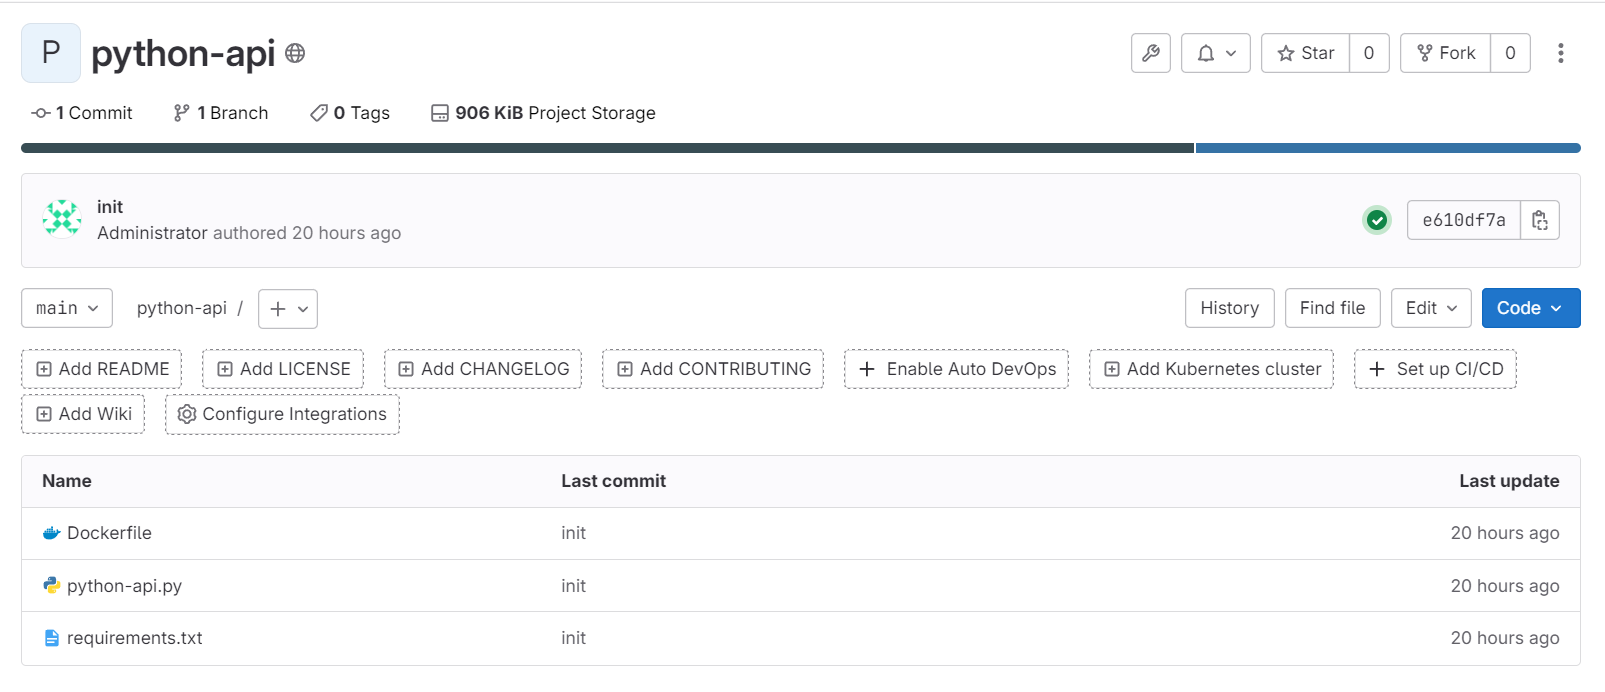 P python-api
Star 0 Fork 0
1 Commit 1 Branch 0 Tags 906 KiB Project Storage
init
Administrator authored 20 hours ago
e610df7a
main python-api / History Find file Edit Code
Add README Add LICENSE Add CHANGELOG Add CONTRIBUTING Enable Auto DevOps Add Kubernetes cluster Set up CI/CD
Add Wiki Configure Integrations
Name Last commit Last update
Dockerfile init 20 hours ago
python-api.py init 20 hours ago
requirements.txt init 20 hours ago